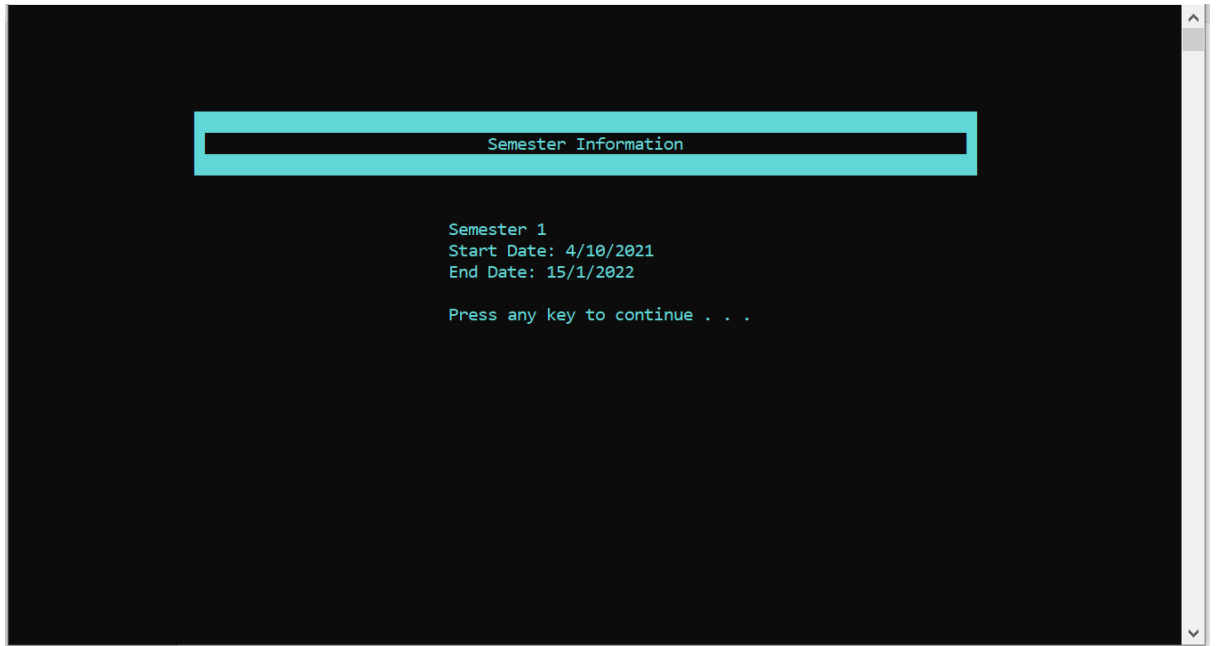 Semester Information
Semester 1
Start Date: 4/10/2021
End Date: 15/1/2022
Press any key to continue . . .